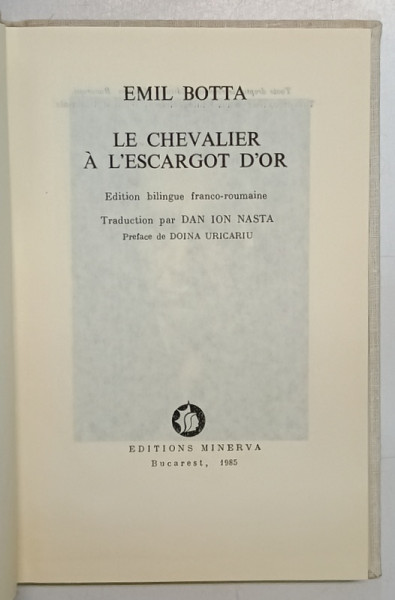 EMIL BOTTA
LE CHEVALIER
À L'ESCARGOT D'OR
Edition bilingue franco-roumaine
Traduction par DAN ION NASTA
Preface de DOINA URICARIU
EDITIONS MINERVA
Bucarest, 1985